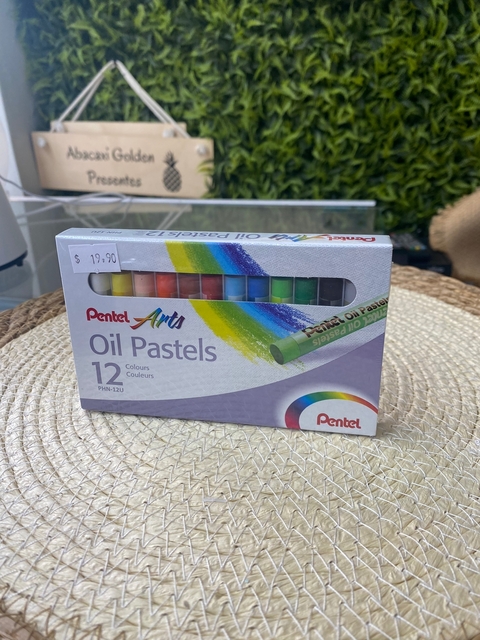 Abacaxi Golden
Presentes
Pentel Arts Oil Pastels 12
$ 19,90
Pentel Arts
Oil Pastels
12 Colours
Couleurs
PHN-12U
Pentel Oil Pastels
Pentel